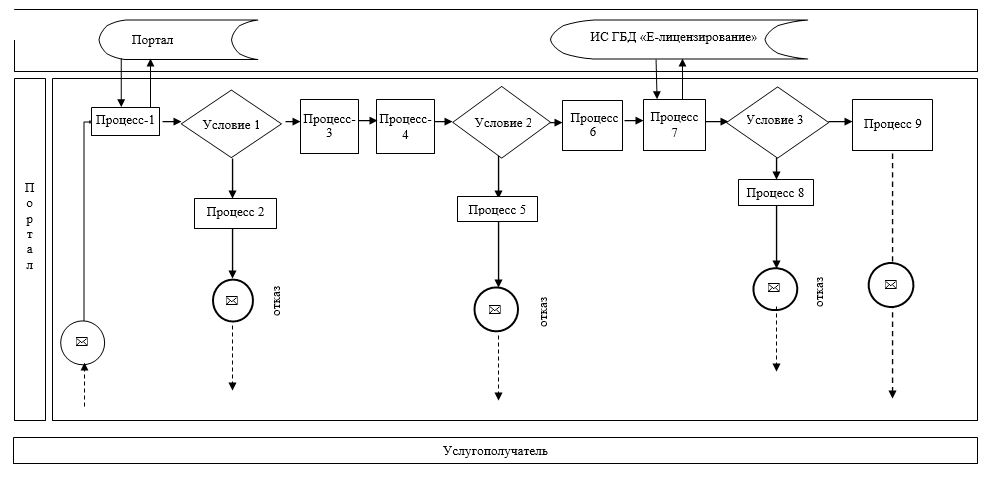 Портал
ИС ГБД «Е-лицензирование»
Процесс-1
Условие 1
Процесс-
3
Процесс-
4
Условие 2
Процесс
6
Процесс
7
Условие 3
Процесс 9
Портал
Процесс 2
Процесс 5
Процесс 8
отказ
отказ
отказ
Услугополучатель